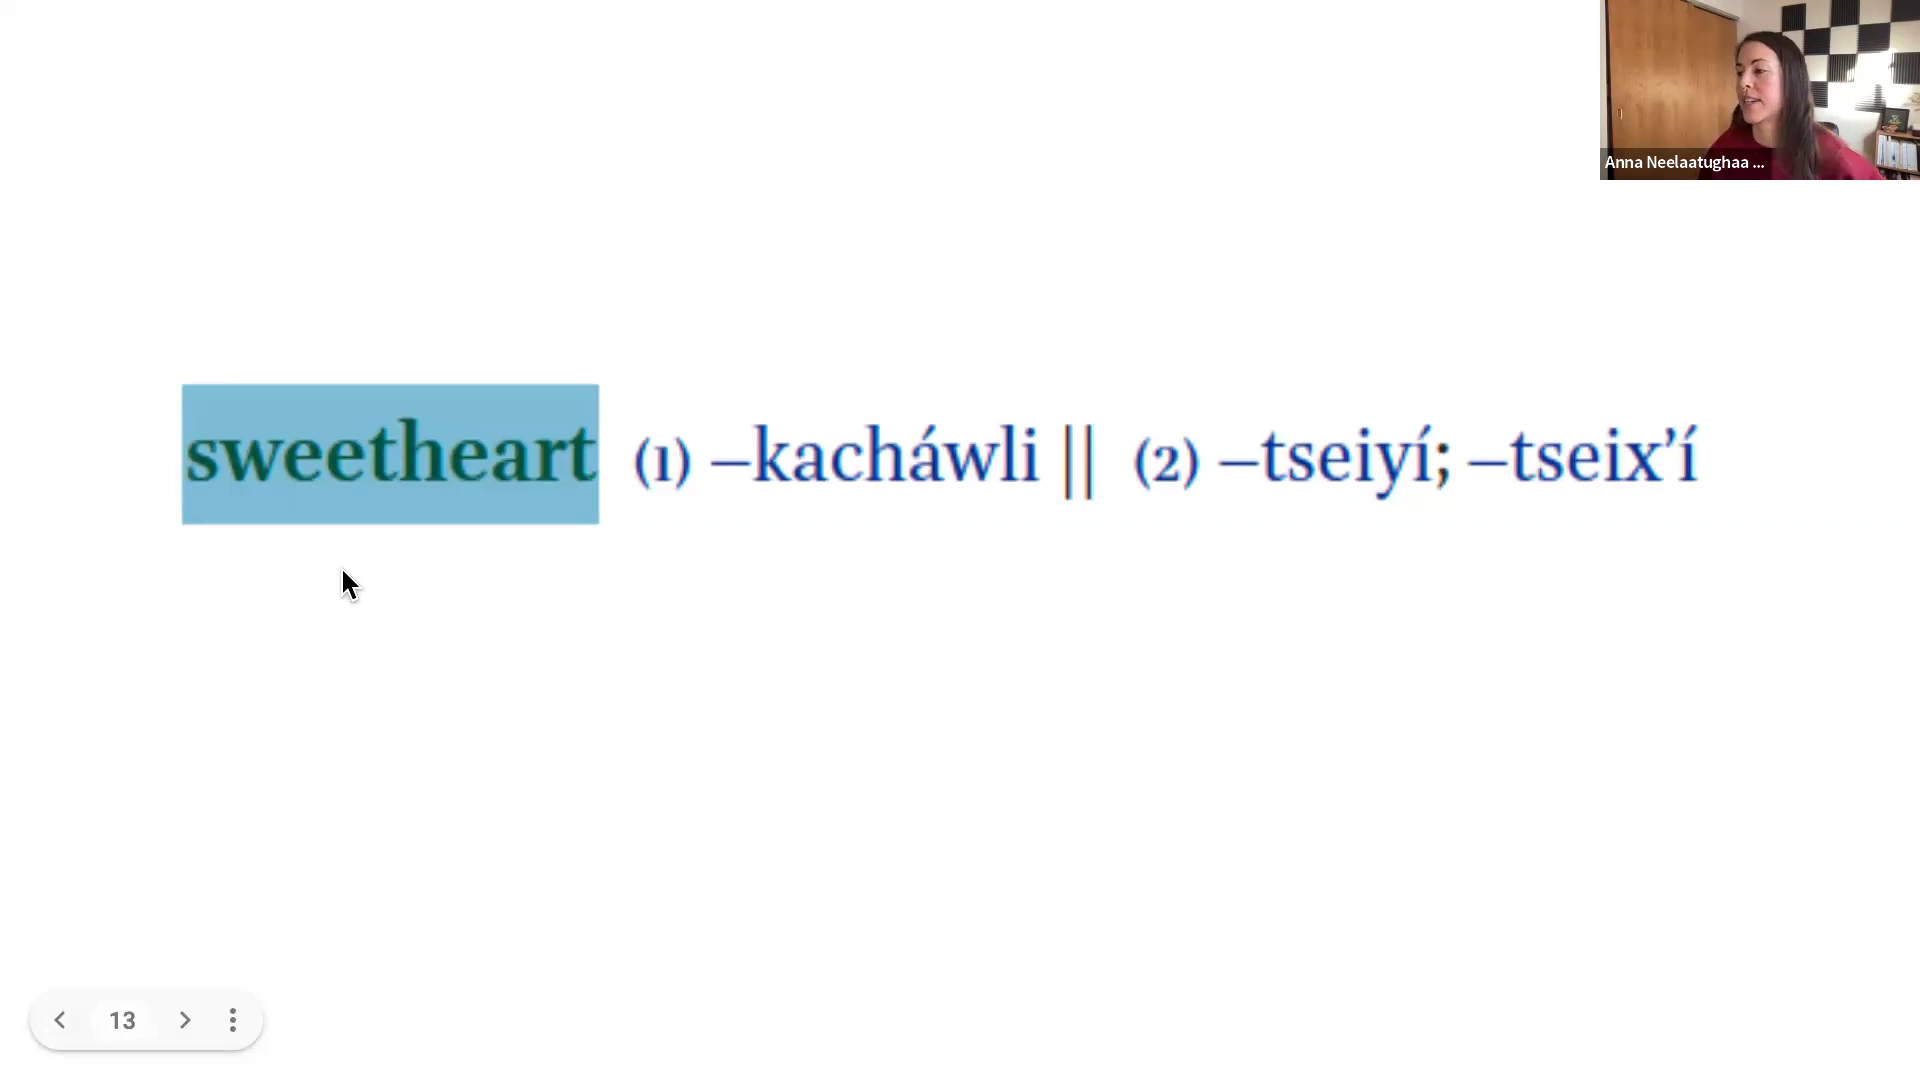 Anna Neelaatughaa ...
sweetheart (1) –kacháwli || (2) –tseiyí; –tseix’í
13